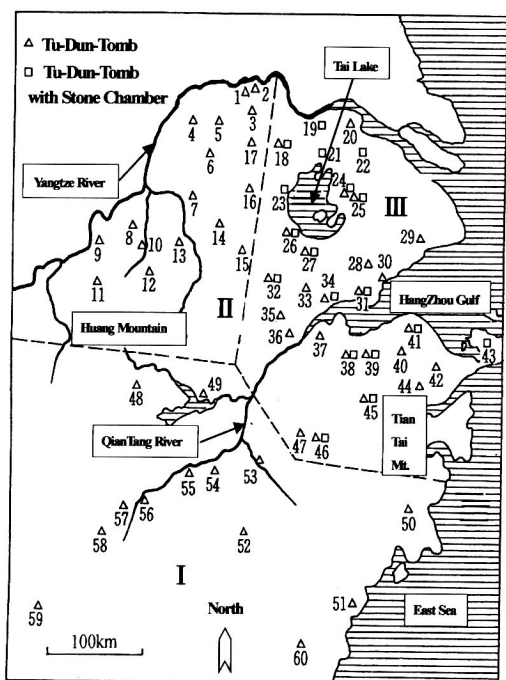 △ Tu-Dun-Tomb
□ Tu-Dun-Tomb
with Stone Chamber
Tai Lake
1 2
3
4 5
19 20
17 18
6 21 22
Yangtze River
16 23 24
7 25
III
8 10 14 26
9 13 29
15 27
12 28 30
11 32 33 34 31
HangZhou Gulf
II
35
Huang Mountain
36 37 41
43
38 39 40
42
48 49 44
45
QianTang River
Tian
Tai
Mt.
47 46
55 54 53
57 56
50
58 52
I
North
51
East Sea
59
100km
60